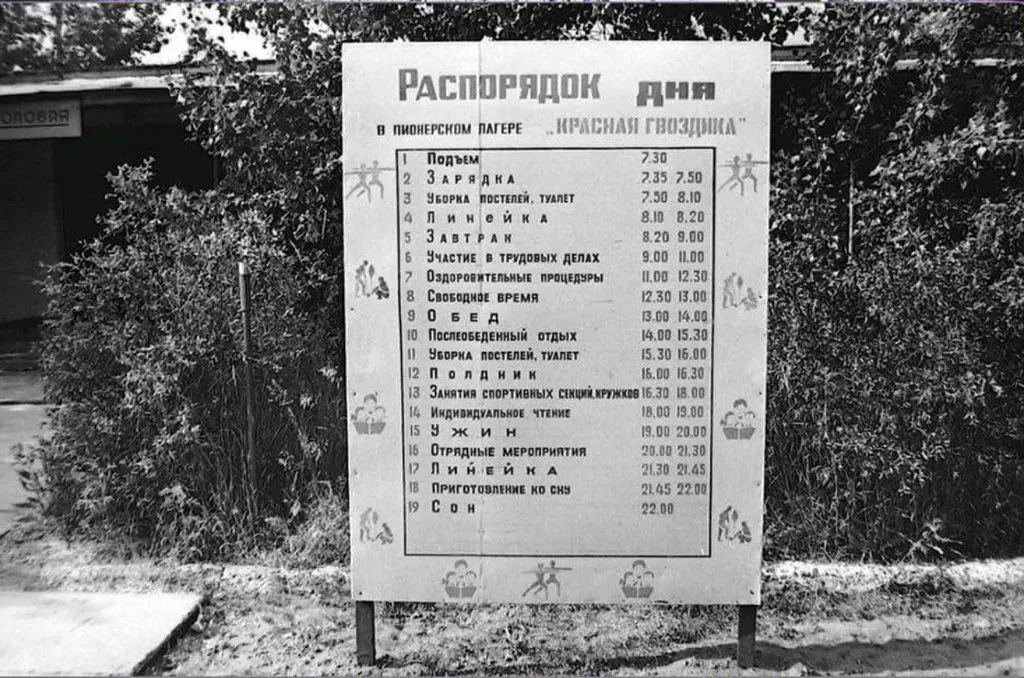 ОЛОВАЯ
РАСПОРЯДОК ДНЯ
В ПИОНЕРСКОМ ЛАГЕРЕ „КРАСНАЯ ГВОЗДИКА"
1 ПОДЪЕМ 7.30
2 ЗАРЯДКА 7.35 7.50
3 УБОРКА ПОСТЕЛЕЙ, ТУАЛЕТ 7.50 8.10
4 ЛИНЕЙКА 8.10 8.20
5 ЗАВТРАК 8.20 9.00
6 УЧАСТИЕ В ТРУДОВЫХ ДЕЛАХ 9.00 11.00
7 ОЗДОРОВИТЕЛЬНЫЕ ПРОЦЕДУРЫ 11.00 12.30
8 СВОБОДНОЕ ВРЕМЯ 12.30 13.00
9 ОБЕД 13.00 14.00
10 ПОСЛЕОБЕДЕННЫЙ ОТДЫХ 14.00 15.30
11 УБОРКА ПОСТЕЛЕЙ, ТУАЛЕТ 15.30 16.00
12 ПОЛДНИК 16.00 16.30
13 ЗАНЯТИЯ СПОРТИВНЫХ СЕКЦИЙ, КРУЖКОВ 16.30 18.00
14 ИНДИВИДУАЛЬНОЕ ЧТЕНИЕ 18.00 19.00
15 УЖИН 19.00 20.00
16 ОТРЯДНЫЕ МЕРОПРИЯТИЯ 20.00 21.30
17 ЛИНЕЙКА 21.30 21.45
18 ПРИГОТОВЛЕНИЕ КО СНУ 21.45 22.00
19 СОН 22.00